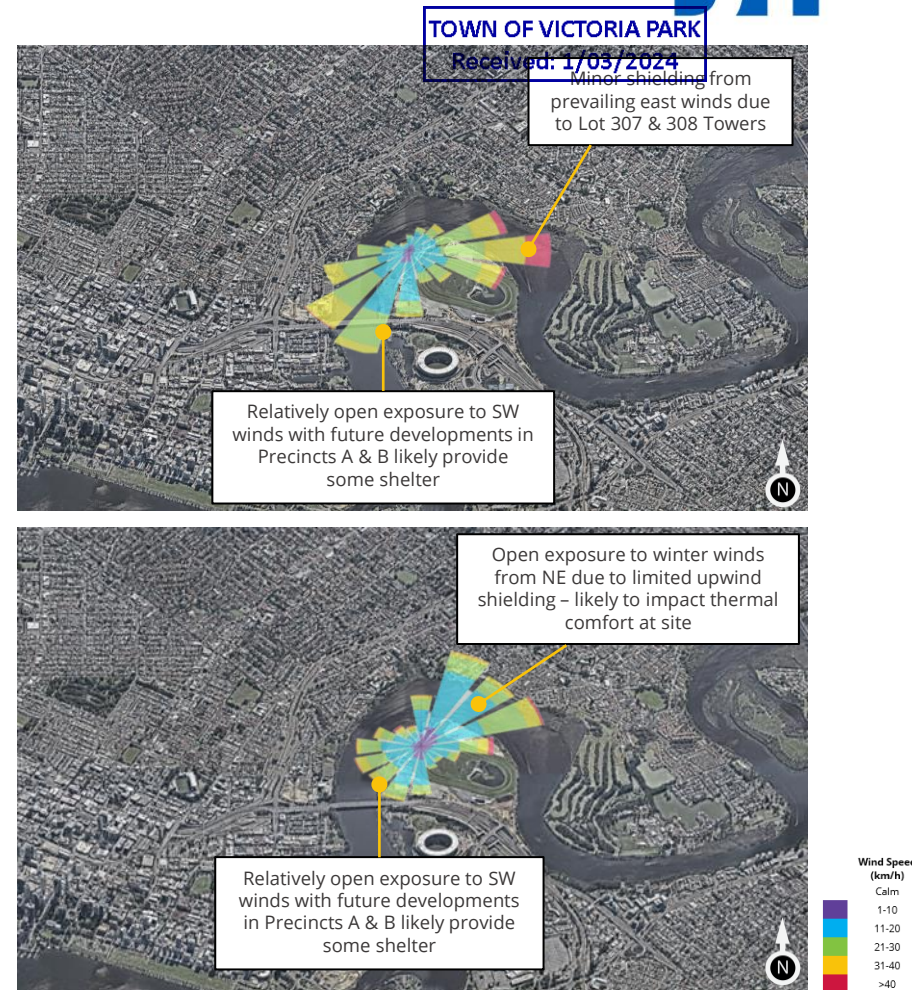 TOWN OF VICTORIA PARK
Received: 1/03/2024
Minor shielding from
prevailing east winds due
to Lot 307 & 308 Towers
Relatively open exposure to SW
winds with future developments in
Precincts A & B likely provide
some shelter
N
Open exposure to winter winds
from NE due to limited upwind
shielding – likely to impact thermal
comfort at site
Relatively open exposure to SW
winds with future developments
in Precincts A & B likely provide
some shelter
N
Wind Speed
(km/h)
Calm
1-10
11-20
21-30
31-40
>40